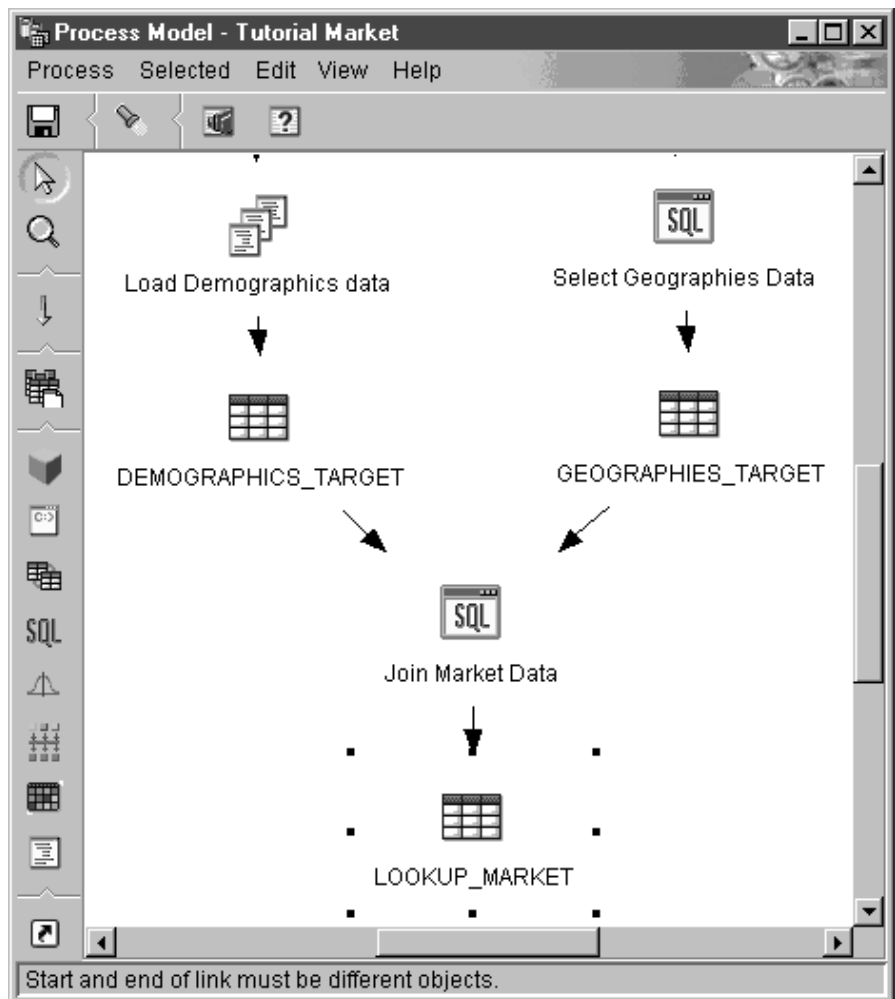 Process Model - Tutorial Market
Process Selected Edit View Help
SQL
Load Demographics data
Select Geographies Data
DEMOGRAPHICS_TARGET
GEOGRAPHIES_TARGET
C:>
SQL
SQL
Join Market Data
LOOKUP_MARKET
Start and end of link must be different objects.